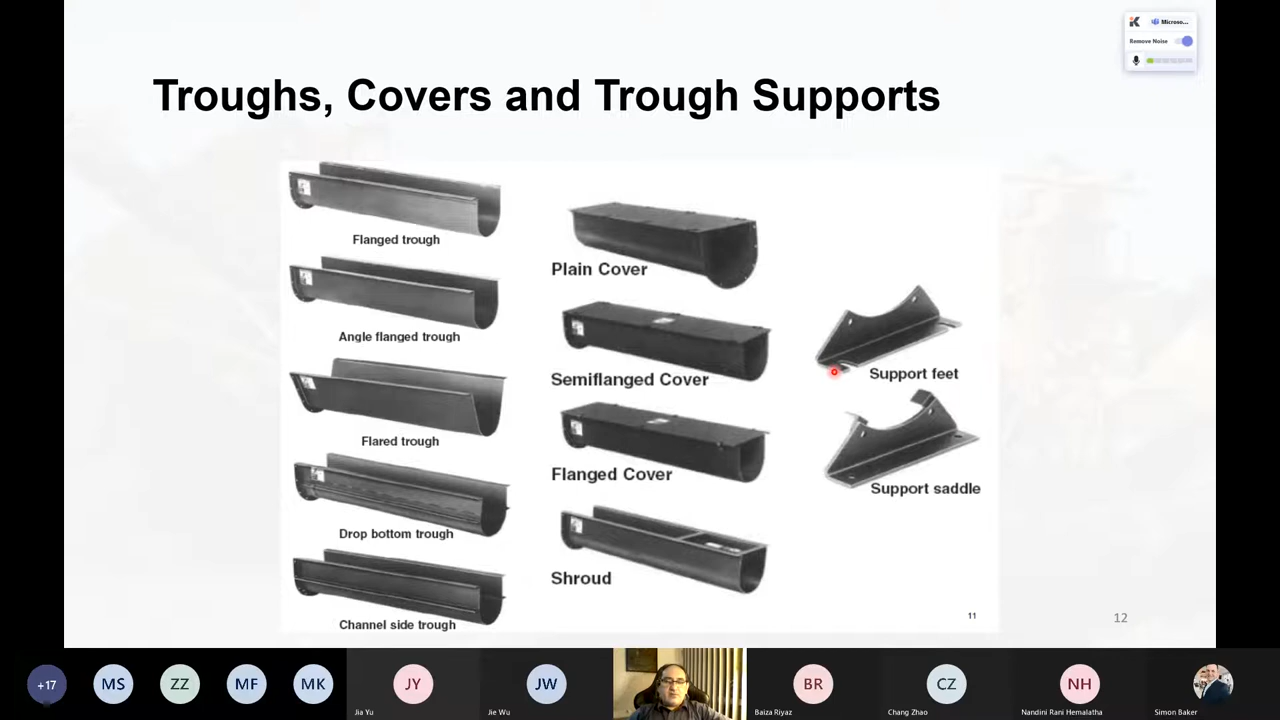 Microso...
Remove Noise
Troughs, Covers and Trough Supports
Flanged trough
Angle flanged trough
Flared trough
Drop bottom trough
Channel side trough
Plain Cover
Semiflanged Cover
Flanged Cover
Shroud
Support feet
Support saddle
11
12
+17
MS
ZZ
MF
MK
JY
Jia Yu
JW
Jie Wu
BR
Baiza Riyaz
CZ
Chang Zhao
NH
Nandini Rani Hemalatha
Simon Baker